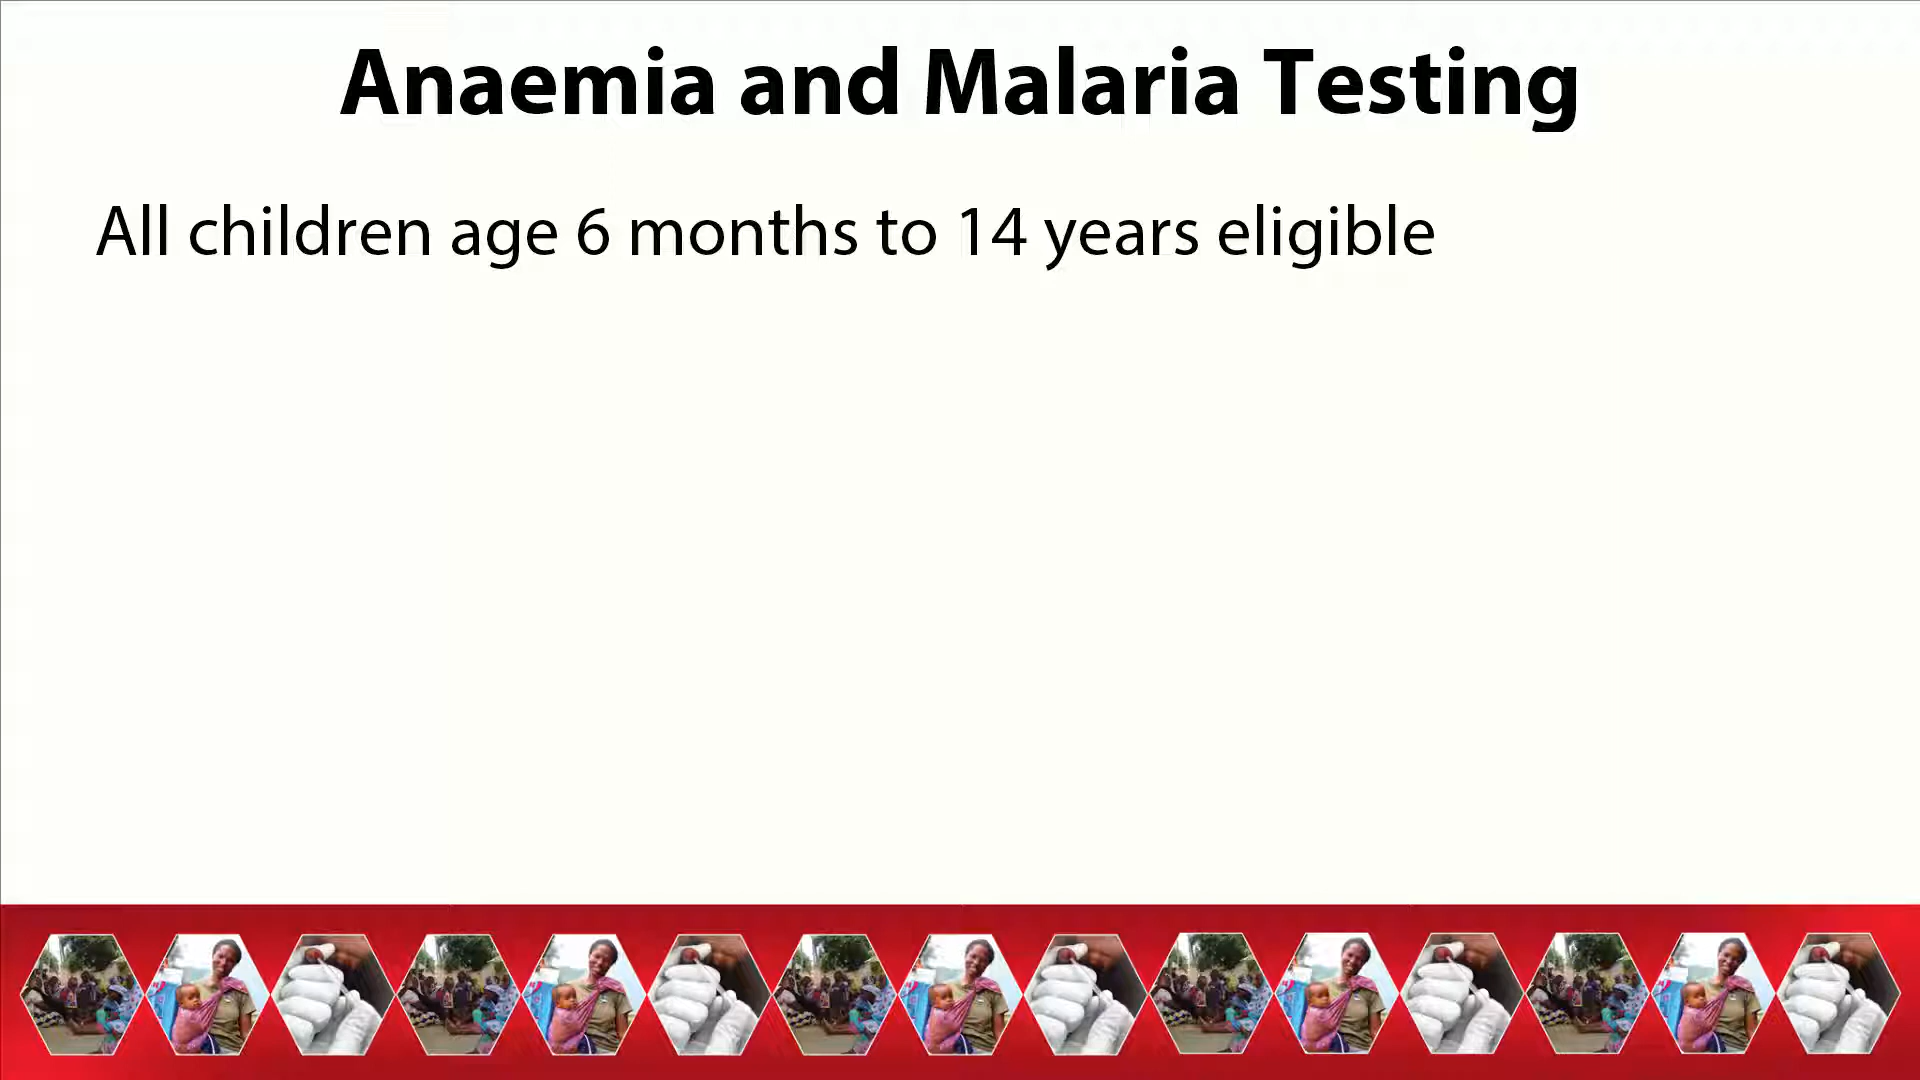 Anaemia and Malaria Testing
All children age 6 months to 14 years eligible